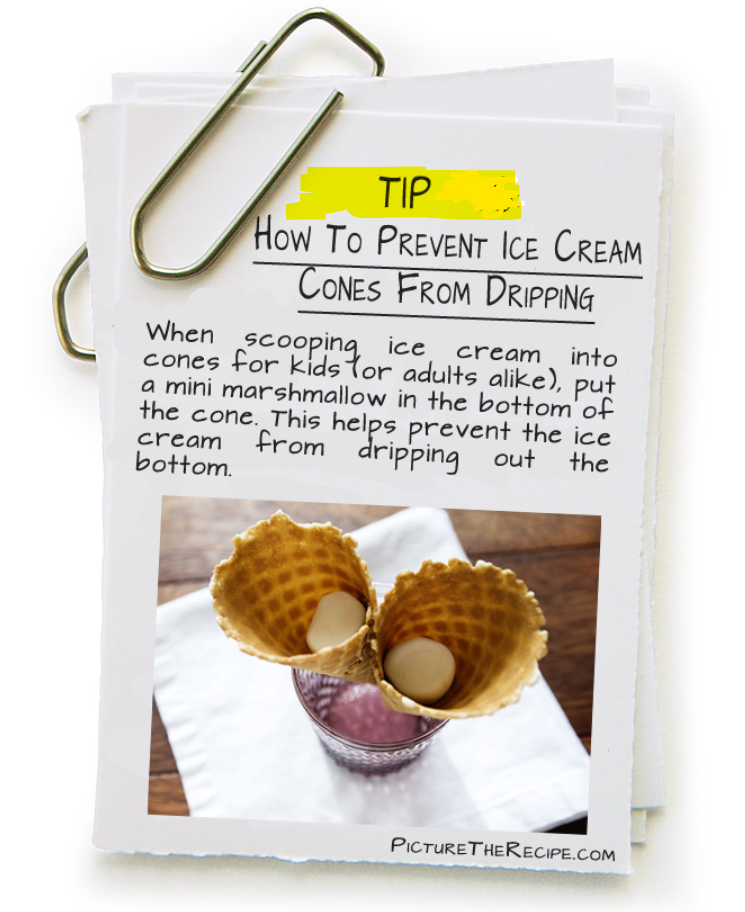 TIP
How To Prevent Ice Cream
Cones From Dripping
When scooping ice cream into
cones for kids (or adults alike), put
a mini marshmallow in the bottom of
the cone. This helps prevent the ice
cream from dripping out the
bottom.
PictureTheRecipe.com